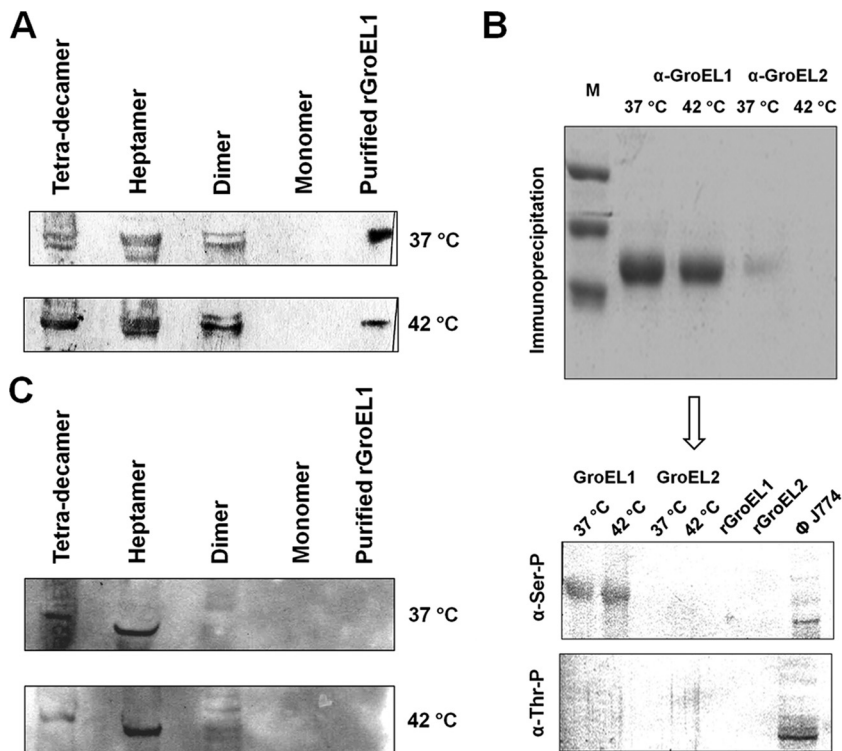 A
Tetra-decamer
Heptamer
Dimer
Monomer
Purified rGroEL1
37 °C
42 °C
B
α-GroEL1 α-GroEL2
M
37 °C 42 °C 37 °C 42 °C
Immunoprecipitation
GroEL1 GroEL2
37 °C 42 °C 37 °C 42 °C rGroEL1 rGroEL2 Φ J774
α-Ser-P
α-Thr-P
C
Tetra-decamer
Heptamer
Dimer
Monomer
Purified rGroEL1
37 °C
42 °C